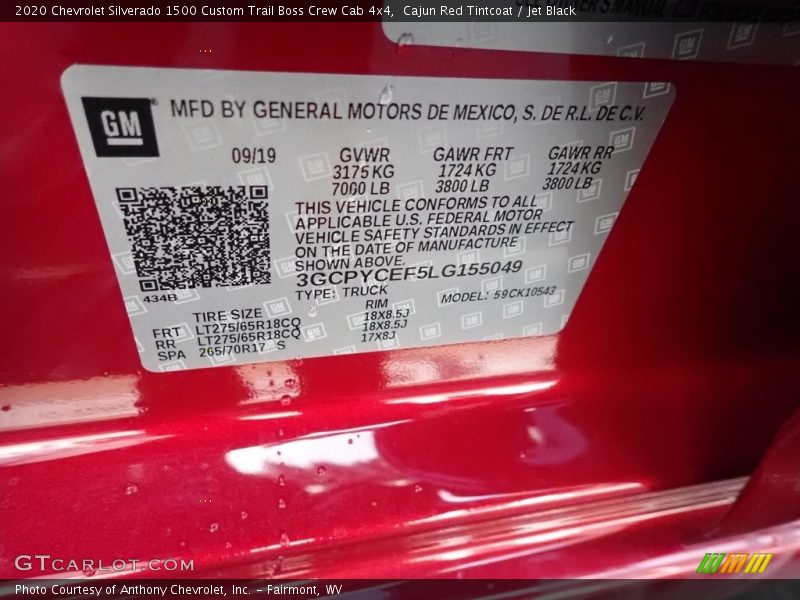 2020 Chevrolet Silverado 1500 Custom Trail Boss Crew Cab 4x4, Cajun Red Tintcoat / Jet Black
GM
MFD BY GENERAL MOTORS DE MEXICO, S. DE R.L. DE C.V.
09/19 GVWR GAWR FRT GAWR RR
3175 KG 1724 KG 1724 KG
7000 LB 3800 LB 3800 LB
THIS VEHICLE CONFORMS TO ALL
APPLICABLE U.S. FEDERAL MOTOR
VEHICLE SAFETY STANDARDS IN EFFECT
ON THE DATE OF MANUFACTURE
SHOWN ABOVE.
3GCPYCEF5LG155049
434B TYPE: TRUCK MODEL: 59CK10543
TIRE SIZE RIM
FRT LT275/65R18CQ 18X8.5J
RR LT275/65R18CQ 18X8.5J
SPA 265/70R17 S 17X8J
GTCARLOT.COM
Photo Courtesy of Anthony Chevrolet, Inc. – Fairmont, WV